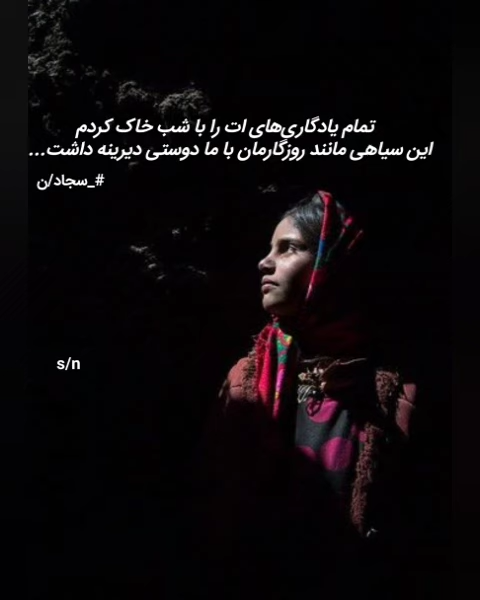 تمام یادگاری‌های ات را با شب خاک کردم
این سیاهی مانند روزگارمان با ما دوستی دیرینه داشت...
#_سجاد/ن
s/n